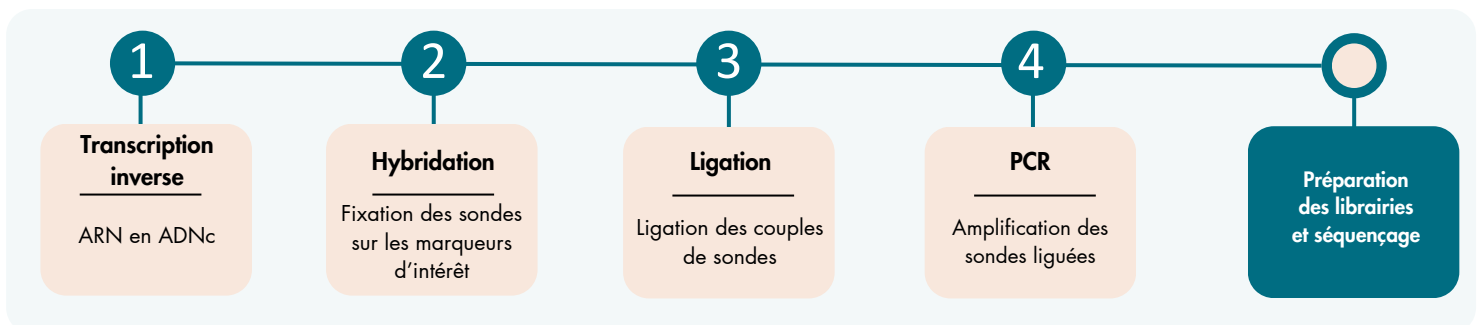 1
2
3
4
Transcription
inverse
ARN en ADNc
Hybridation
Fixation des sondes
sur les marqueurs
d'intérêt
Ligation
Ligation des couples
de sondes
PCR
Amplification des
sondes liguées
Préparation
des librairies
et séquençage